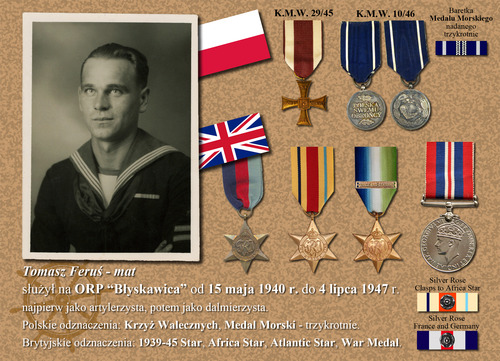 K.M.W. 29/45
K.M.W. 10/46
Baretka
Medalu Morskiego
nadanego
trzykrotnie
POLSKA
SWEMU
OBROŃCY
Silver Rose
Clasps to Africa Star
Silver Rose
France and Germany
Tomasz Feruś - mat
służył na ORP “Błyskawica” od 15 maja 1940 r. do 4 lipca 1947 r.
najpierw jako artylerzysta, potem jako dalmierzysta.
Polskie odznaczenia: Krzyż Walecznych, Medal Morski - trzykrotnie.
Brytyjskie odznaczenia: 1939-45 Star, Africa Star, Atlantic Star, War Medal.